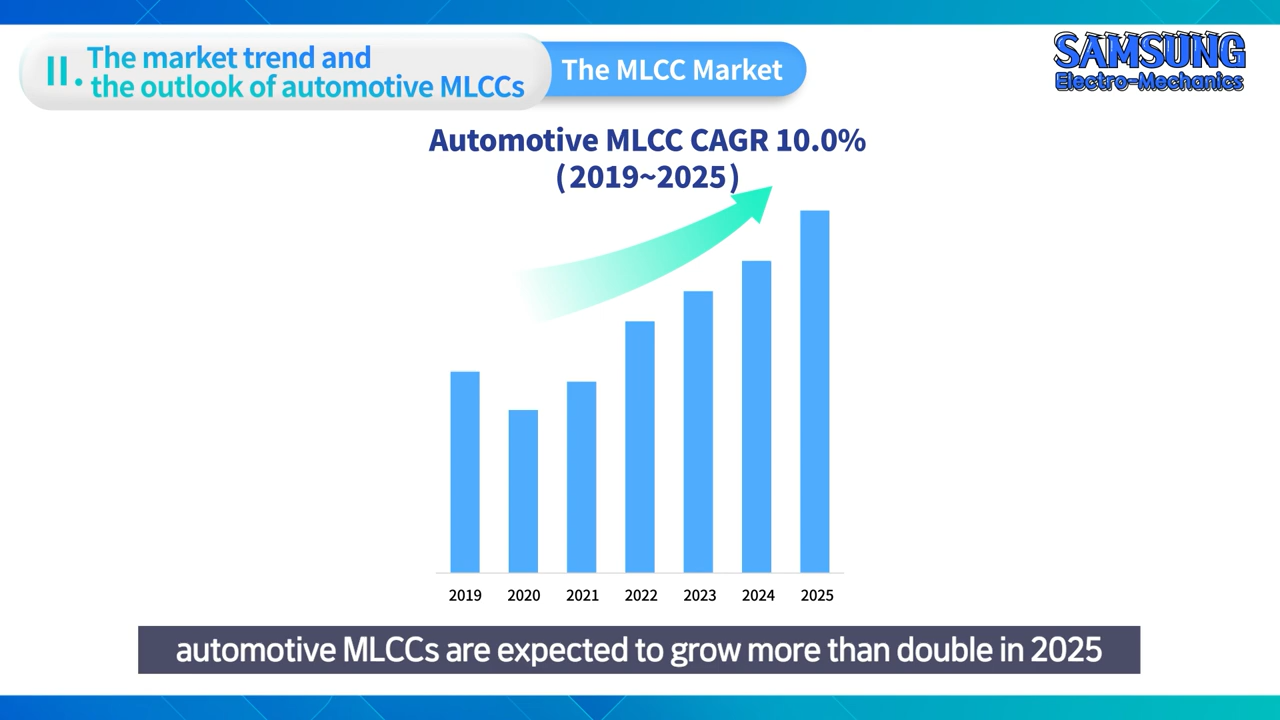 II.
The market trend and
the outlook of automotive MLCCs
The MLCC Market
SAMSUNG
Electro-Mechanics
Automotive MLCC CAGR 10.0%
(2019~2025)
2019 2020 2021 2022 2023 2024 2025
automotive MLCCs are expected to grow more than double in 2025